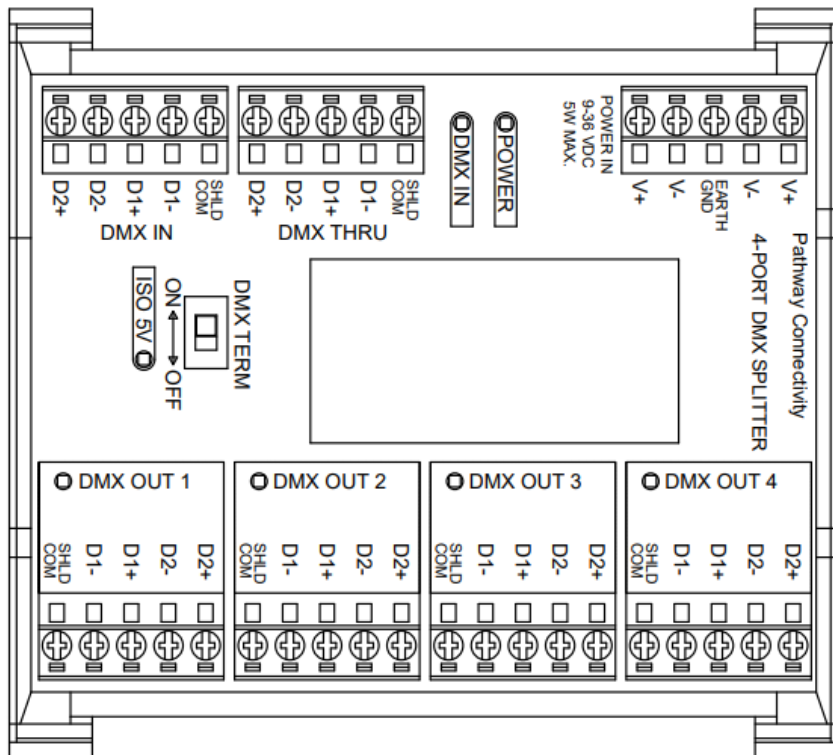 D2+ D2- D1+ D1- SHLD COM
DMX IN
D2+ D2- D1+ D1- SHLD COM
DMX THRU
DMX IN
POWER
POWER IN
9-36 VDC
5W MAX.
V+ V- EARTH GND V- V+
Pathway Connectivity
4-PORT DMX SPLITTER
ISO 5V
ON OFF
DMX TERM
DMX OUT 1
SHLD COM D1- D1+ D2- D2+
DMX OUT 2
SHLD COM D1- D1+ D2- D2+
DMX OUT 3
SHLD COM D1- D1+ D2- D2+
DMX OUT 4
SHLD COM D1- D1+ D2- D2+